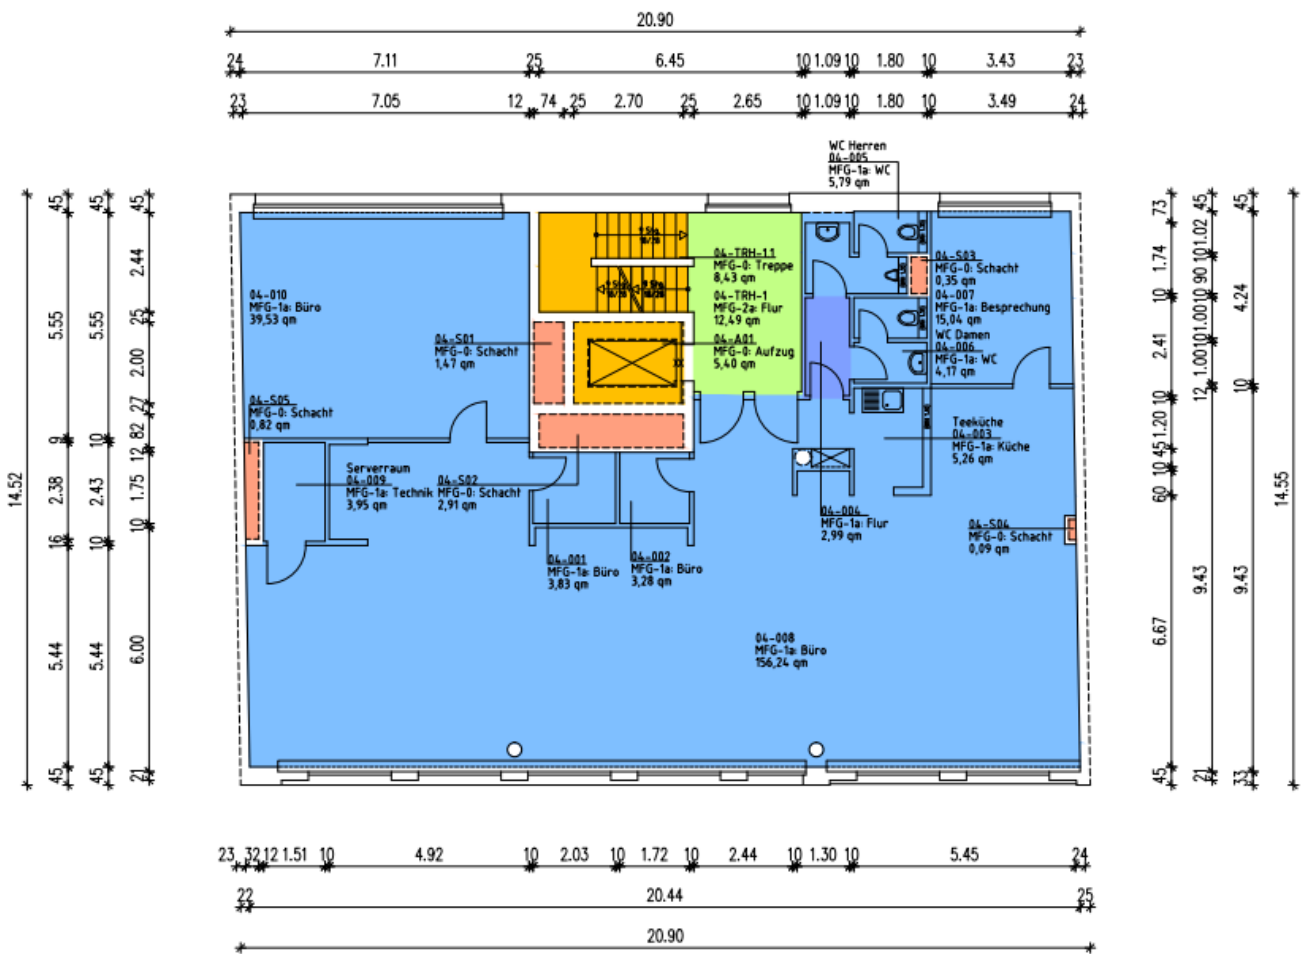 20.90
24 7.11 25 6.45 10 1.09 10 1.80 10 3.43 23
23 7.05 12 74 25 2.70 25 2.65 10 1.09 10 1.80 10 3.49 24
WC Herren
04-005
MFG-1a: WC
5,79 qm
04-TRH-1.1
MFG-0: Treppe
8,43 qm
04-TRH-1
MFG-2a: Flur
12,49 qm
04-A01
MFG-0: Aufzug
5,40 qm
04-S03
MFG-0: Schacht
0,35 qm
04-007
MFG-1a: Besprechung
15,04 qm
WC Damen
04-006
MFG-1a: WC
4,17 qm
04-010
MFG-1a: Büro
39,53 qm
04-S01
MFG-0: Schacht
1,47 qm
04-S05
MFG-0: Schacht
0,82 qm
Teeküche
04-003
MFG-1a: Küche
5,26 qm
Serverraum
04-009
MFG-1a: Technik
3,95 qm
04-S02
MFG-0: Schacht
2,91 qm
04-004
MFG-1a: Flur
2,99 qm
04-S04
MFG-0: Schacht
0,09 qm
04-001
MFG-1a: Büro
3,83 qm
04-002
MFG-1a: Büro
3,28 qm
04-008
MFG-1a: Büro
156,24 qm
14.52
45 5.55 9 2.38 16 5.44 45
45 5.55 10 2.43 10 5.44 45
45 2.44 25 2.00 27 82 12 1.75 10 6.00 21
73 1.74 10 2.41 10 1.20 45 10 60 6.67 45
45 1.02 10 90 10 1.00 10 1.00 12 9.43 21
45 4.24 10 9.43 33
14.55
23 32 12 1.51 10 4.92 10 2.03 10 1.72 10 2.44 10 1.30 10 5.45 24
22 20.44 25
20.90